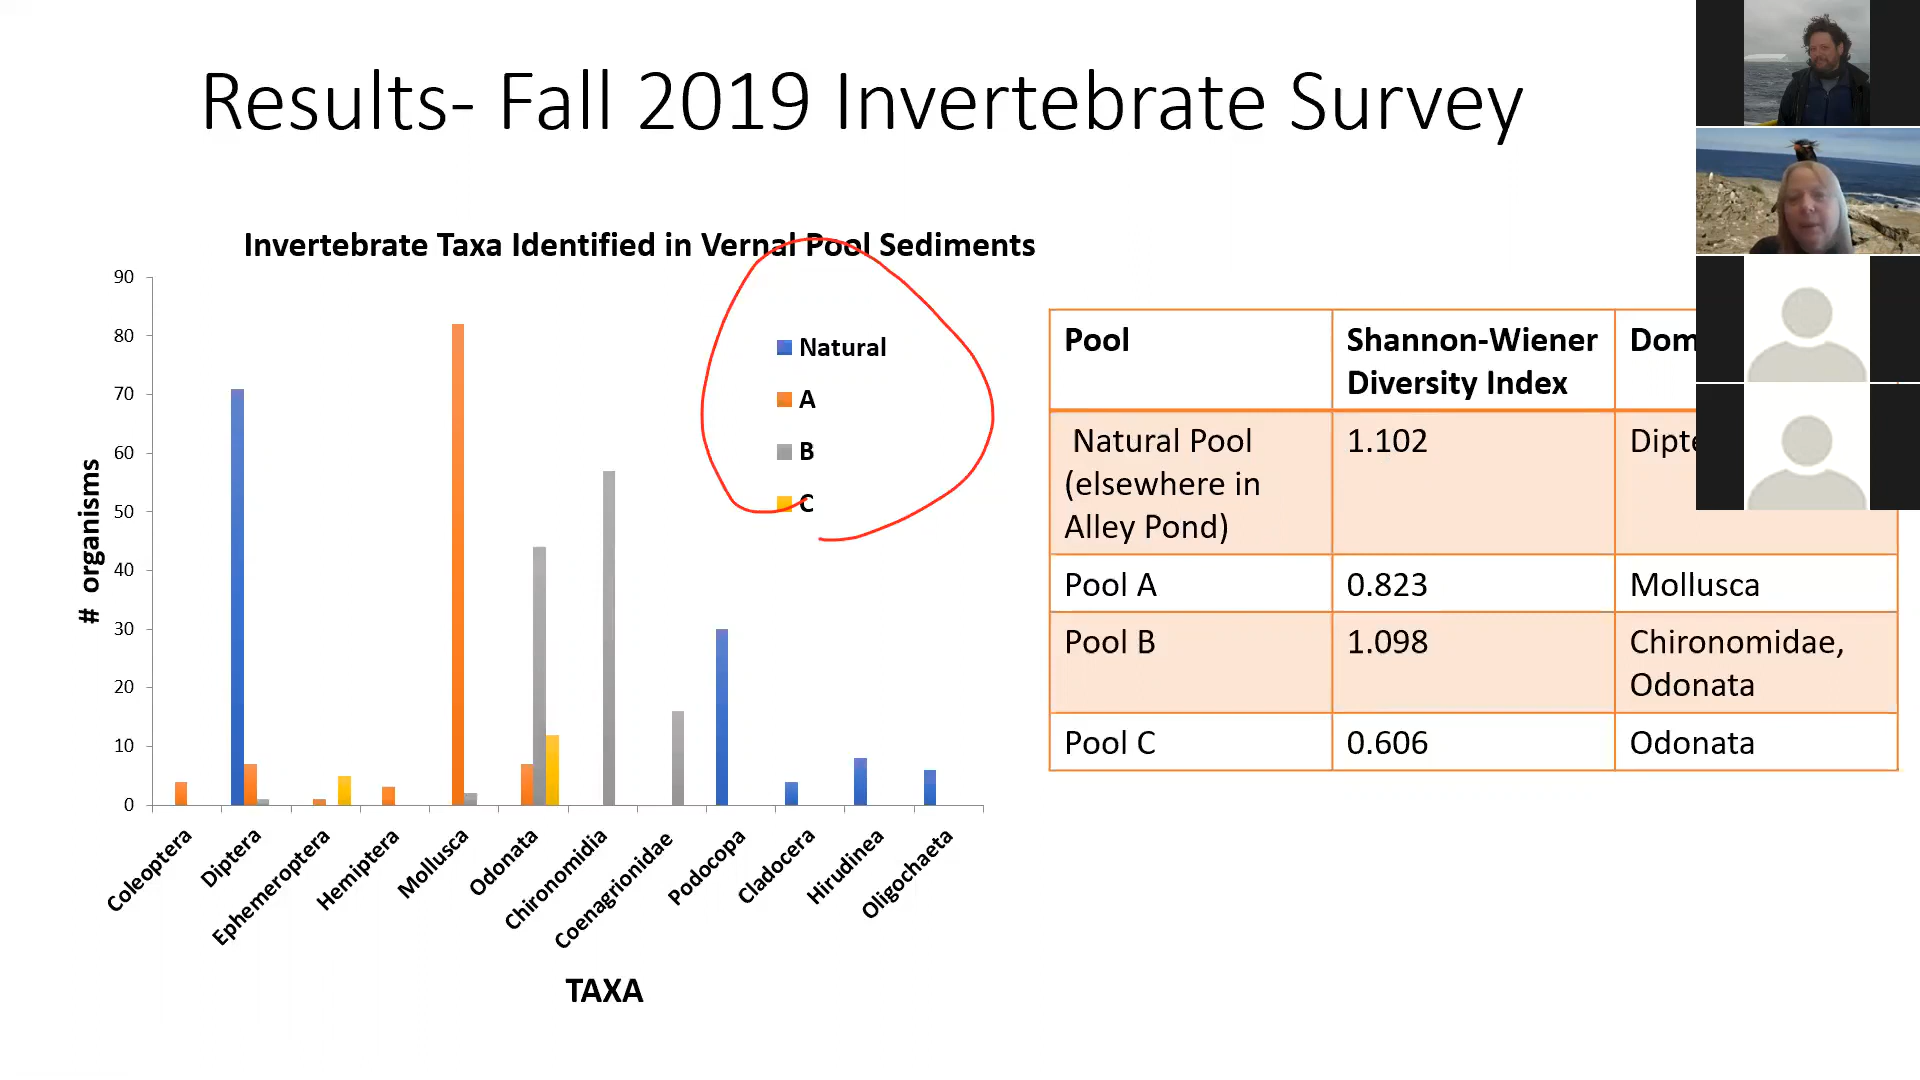 Results- Fall 2019 Invertebrate Survey
Invertebrate Taxa Identified in Vernal Pool Sediments
90
80
70
60
50
40
30
20
10
0
# organisms
Natural
A
B
C
Coleoptera
Diptera
Ephemeroptera
Hemiptera
Mollusca
Odonata
Chironomidia
Coenagrionidae
Podocopa
Cladocera
Hirudinea
Oligochaeta
TAXA
Pool
Shannon-Wiener
Diversity Index
Natural Pool
(elsewhere in
Alley Pond)
1.102
Pool A
0.823
Mollusca
Pool B
1.098
Chironomidae,
Odonata
Pool C
0.606
Odonata